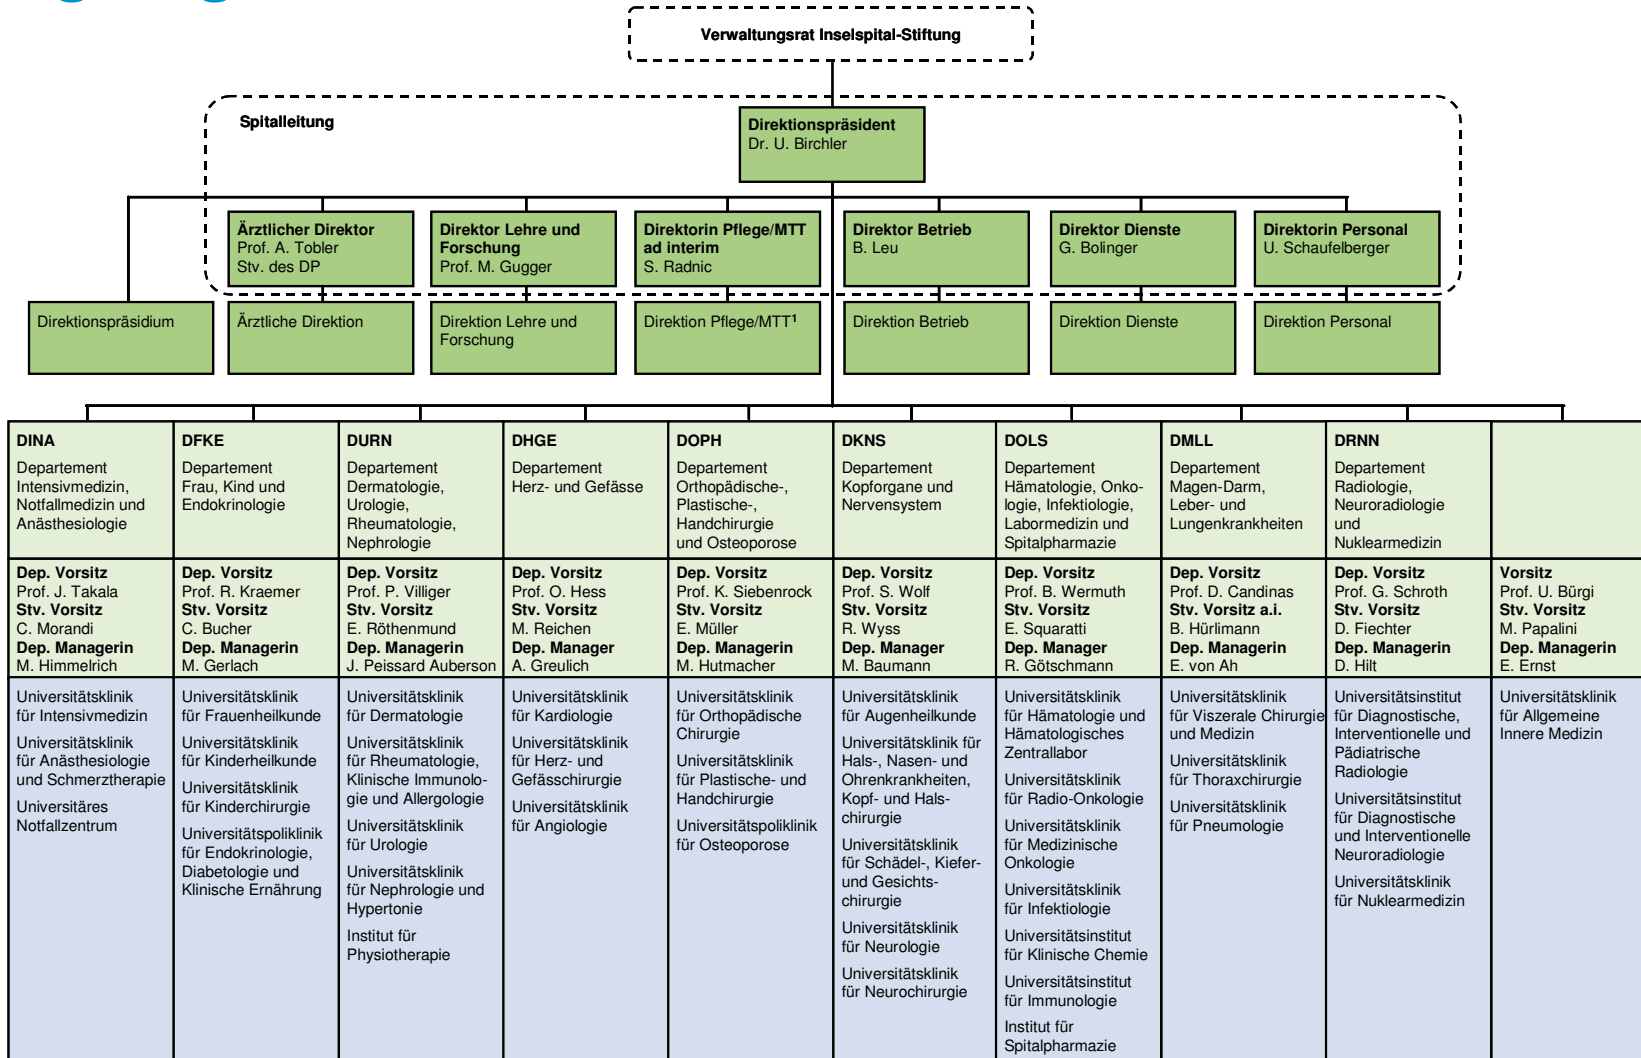 Verwaltungsrat Inselspital-Stiftung
Spitalleitung
Direktionspräsident
Dr. U. Birchler
Ärztlicher Direktor
Prof. A. Tobler
Stv. des DP
Direktor Lehre und
Forschung
Prof. M. Gugger
Direktorin Pflege/MTT
ad interim
S. Radnic
Direktor Betrieb
B. Leu
Direktor Dienste
G. Bolinger
Direktorin Personal
U. Schaufelberger
Direktionspräsidium
Ärztliche Direktion
Direktion Lehre und
Forschung
Direktion Pflege/MTT¹
Direktion Betrieb
Direktion Dienste
Direktion Personal
DINA
Departement
Intensivmedizin,
Notfallmedizin und
Anästhesiologie
Dep. Vorsitz
Prof. J. Takala
Stv. Vorsitz
C. Morandi
Dep. Managerin
M. Himmelrich
Universitätsklinik
für Intensivmedizin
Universitätsklinik
für Anästhesiologie
und Schmerztherapie
Universitäres
Notfallzentrum
DFKE
Departement
Frau, Kind und
Endokrinologie
Dep. Vorsitz
Prof. R. Kraemer
Stv. Vorsitz
C. Bucher
Dep. Managerin
M. Gerlach
Universitätsklinik
für Frauenheilkunde
Universitätsklinik
für Kinderheilkunde
Universitätsklinik
für Kinderchirurgie
Universitätspoliklinik
für Endokrinologie,
Diabetologie und
Klinische Ernährung
DURN
Departement
Dermatologie,
Urologie,
Rheumatologie,
Nephrologie
Dep. Vorsitz
Prof. P. Villiger
Stv. Vorsitz
E. Röthenmund
Dep. Managerin
J. Peissard Auberson
Universitätsklinik
für Dermatologie
Universitätsklinik
für Rheumatologie,
Klinische Immunolo-
gie und Allergologie
Universitätsklinik
für Urologie
Universitätsklinik
für Nephrologie und
Hypertonie
Institut für
Physiotherapie
DHGE
Departement
Herz- und Gefässe
Dep. Vorsitz
Prof. O. Hess
Stv. Vorsitz
M. Reichen
Dep. Manager
A. Greulich
Universitätsklinik
für Kardiologie
Universitätsklinik
für Herz- und
Gefässchirurgie
Universitätsklinik
für Angiologie
DOPH
Departement
Orthopädische-,
Plastische-,
Handchirurgie
und Osteoporose
Dep. Vorsitz
Prof. K. Siebenrock
Stv. Vorsitz
E. Müller
Dep. Managerin
M. Hutmacher
Universitätsklinik
für Orthopädische
Chirurgie
Universitätsklinik
für Plastische- und
Handchirurgie
Universitätspoliklinik
für Osteoporose
DKNS
Departement
Kopforgane und
Nervensystem
Dep. Vorsitz
Prof. S. Wolf
Stv. Vorsitz
R. Wyss
Dep. Manager
M. Baumann
Universitätsklinik
für Augenheilkunde
Universitätsklinik für
Hals-, Nasen- und
Ohrenkrankheiten,
Kopf- und Hals-
chirurgie
Universitätsklinik
für Schädel-, Kiefer-
und Gesichts-
chirurgie
Universitätsklinik
für Neurologie
Universitätsklinik
für Neurochirurgie
DOLS
Departement
Hämatologie, Onko-
logie, Infektiologie,
Labormedizin und
Spitalpharmazie
Dep. Vorsitz
Prof. B. Wermuth
Stv. Vorsitz
E. Squaratti
Dep. Manager
R. Götschmann
Universitätsklinik
für Hämatologie und
Hämatologisches
Zentrallabor
Universitätsklinik
für Radio-Onkologie
Universitätsklinik
für Medizinische
Onkologie
Universitätsklinik
für Infektiologie
Universitätsinstitut
für Klinische Chemie
Universitätsinstitut
für Immunologie
Institut für
Spitalpharmazie
DMLL
Departement
Magen-Darm,
Leber- und
Lungenkrankheiten
Dep. Vorsitz
Prof. D. Candinas
Stv. Vorsitz a.i.
B. Hürlimann
Dep. Managerin
E. von Ah
Universitätsklinik
für Viszerale Chirurgie
und Medizin
Universitätsklinik
für Thoraxchirurgie
Universitätsklinik
für Pneumologie
DRNN
Departement
Radiologie,
Neuroradiologie
und
Nuklearmedizin
Dep. Vorsitz
Prof. G. Schroth
Stv. Vorsitz
D. Fiechter
Dep. Managerin
D. Hilt
Universitätsinstitut
für Diagnostische,
Interventionelle und
Pädiatrische
Radiologie
Universitätsinstitut
für Diagnostische
und Interventionelle
Neuroradiologie
Universitätsklinik
für Nuklearmedizin
Vorsitz
Prof. U. Bürgi
Stv. Vorsitz
M. Papalini
Dep. Managerin
E. Ernst
Universitätsklinik
für Allgemeine
Innere Medizin